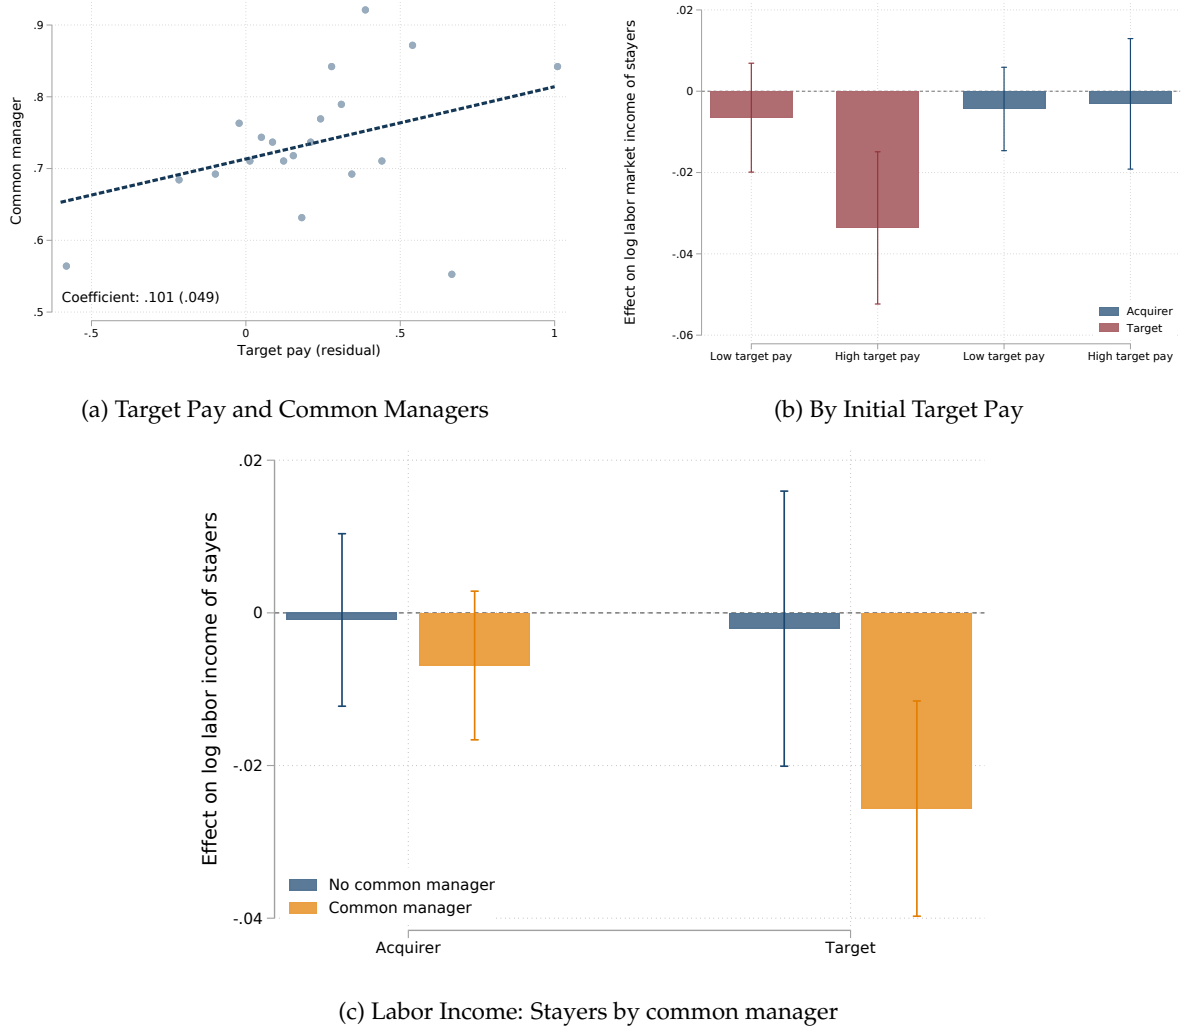 .9
.8
.7
.6
.5
Common manager
Coefficient: .101 (.049)
-.5
0
.5
1
Target pay (residual)
(a) Target Pay and Common Managers
.02
0
-.02
-.04
-.06
Effect on log labor market income of stayers
Acquirer
Target
Low target pay
High target pay
Low target pay
High target pay
(b) By Initial Target Pay
.02
0
-.02
-.04
Effect on log labor income of stayers
No common manager
Common manager
Acquirer
Target
(c) Labor Income: Stayers by common manager